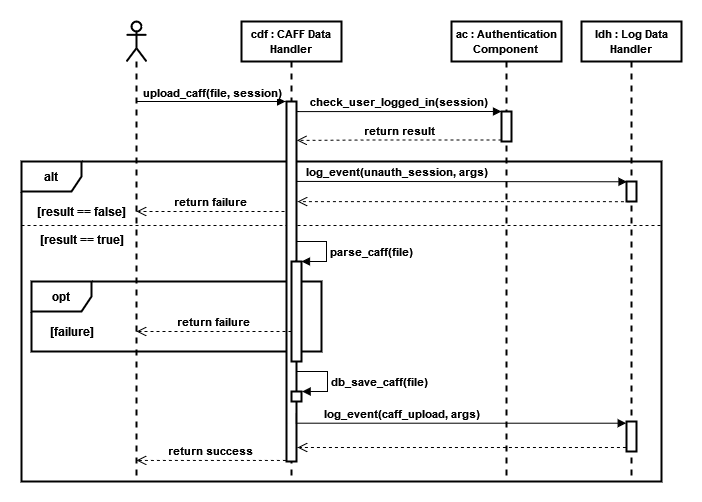 cdf : CAFF Data
Handler
ac : Authentication
Component
ldh : Log Data
Handler
upload_caff(file, session)
check_user_logged_in(session)
return result
alt
log_event(unauth_session, args)
return failure
[result == false]
[result == true]
parse_caff(file)
opt
return failure
[failure]
db_save_caff(file)
log_event(caff_upload, args)
return success